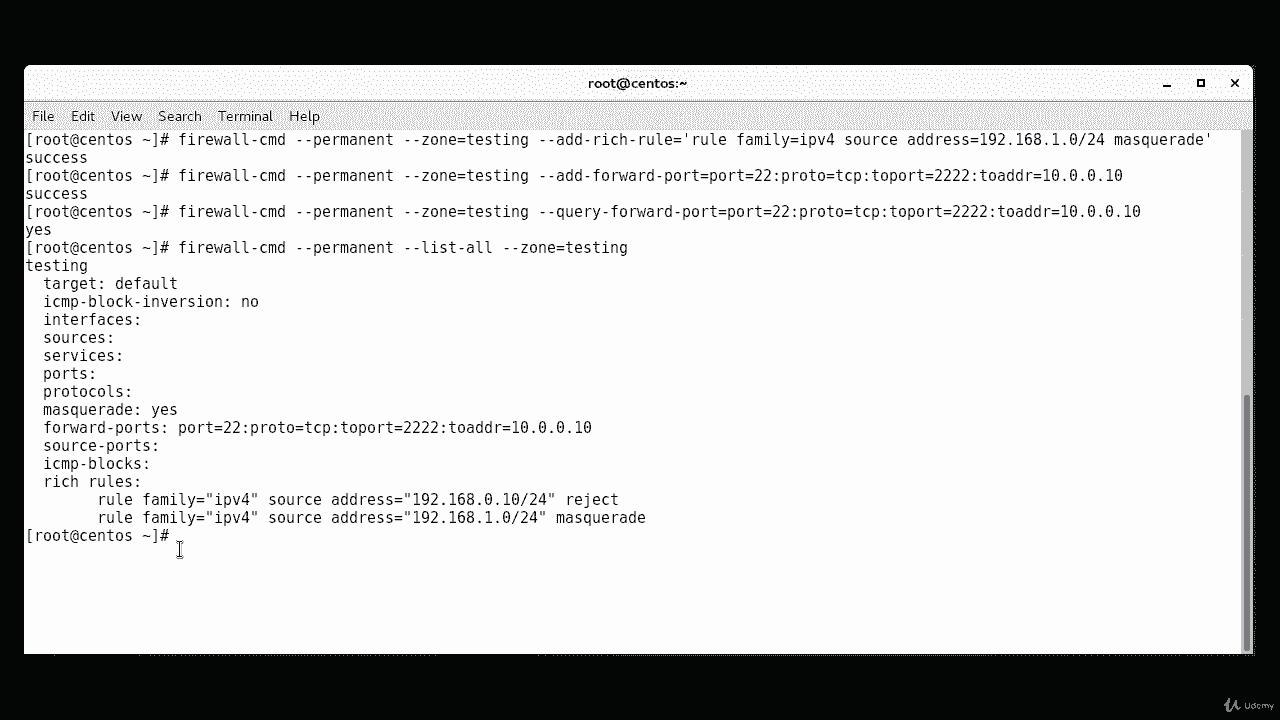 root@centos:~
File Edit View Search Terminal Help
[root@centos ~]# firewall-cmd --permanent --zone=testing --add-rich-rule='rule family=ipv4 source address=192.168.1.0/24 masquerade'
success
[root@centos ~]# firewall-cmd --permanent --zone=testing --add-forward-port=port=22:proto=tcp:toport=2222:toaddr=10.0.0.10
success
[root@centos ~]# firewall-cmd --permanent --zone=testing --query-forward-port=port=22:proto=tcp:toport=2222:toaddr=10.0.0.10
yes
[root@centos ~]# firewall-cmd --permanent --list-all --zone=testing
testing
  target: default
  icmp-block-inversion: no
  interfaces:
  sources:
  services:
  ports:
  protocols:
  masquerade: yes
  forward-ports: port=22:proto=tcp:toport=2222:toaddr=10.0.0.10
  source-ports:
  icmp-blocks:
  rich rules:
        rule family="ipv4" source address="192.168.0.10/24" reject
        rule family="ipv4" source address="192.168.1.0/24" masquerade
[root@centos ~]#
Udemy